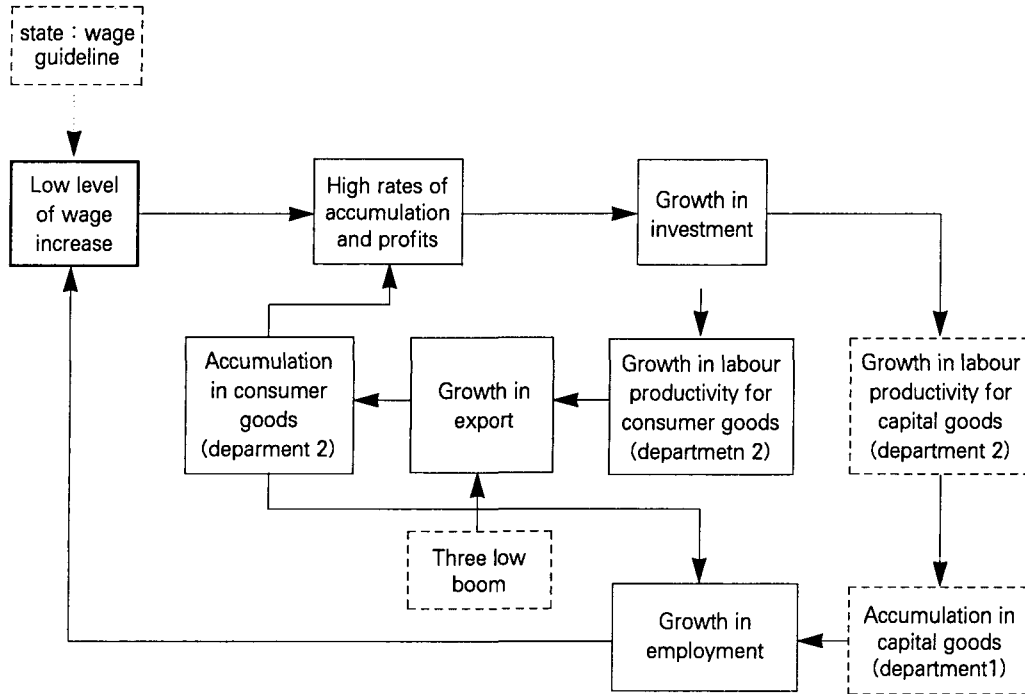 state : wage
guideline
Low level
of wage
increase
High rates of
accumulation
and profits
Growth in
investment
Accumulation
in consumer
goods
(deparment 2)
Growth in
export
Growth in labour
productivity for
consumer goods
(departmetn 2)
Growth in labour
productivity for
capital goods
(department 2)
Three low
boom
Growth in
employment
Accumulation in
capital goods
(department1)